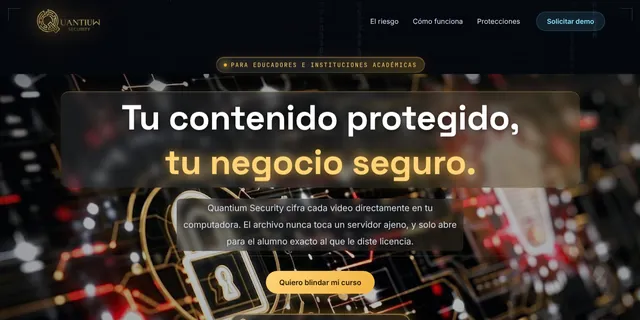 QUANTIUM
SECURITY
El riesgo
Cómo funciona
Protecciones
Solicitar demo
PARA EDUCADORES E INSTITUCIONES ACADÉMICAS
Tu contenido protegido,
tu negocio seguro.
Quantium Security cifra cada video directamente en tu
computadora. El archivo nunca toca un servidor ajeno, y solo abre
para el alumno exacto al que le diste licencia.
Quiero blindar mi curso